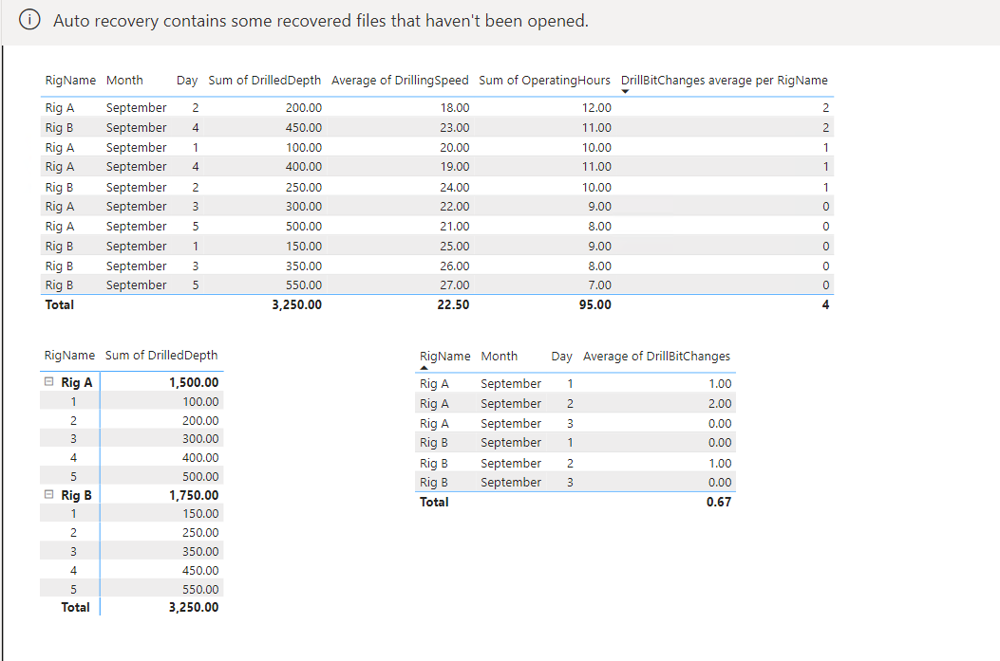 Auto recovery contains some recovered files that haven't been opened.
RigName Month Day Sum of DrilledDepth Average of DrillingSpeed Sum of OperatingHours DrillBitChanges average per RigName
Rig A September 2 200.00 18.00 12.00 2
Rig B September 4 450.00 23.00 11.00 2
Rig A September 1 100.00 20.00 10.00 1
Rig A September 4 400.00 19.00 11.00 1
Rig B September 2 250.00 24.00 10.00 1
Rig A September 3 300.00 22.00 9.00 0
Rig A September 5 500.00 21.00 8.00 0
Rig B September 1 150.00 25.00 9.00 0
Rig B September 3 350.00 26.00 8.00 0
Rig B September 5 550.00 27.00 7.00 0
Total 3,250.00 22.50 95.00 4
RigName Sum of DrilledDepth
Rig A 1,500.00
1 100.00
2 200.00
3 300.00
4 400.00
5 500.00
Rig B 1,750.00
1 150.00
2 250.00
3 350.00
4 450.00
5 550.00
Total 3,250.00
RigName Month Day Average of DrillBitChanges
Rig A September 1 1.00
Rig A September 2 2.00
Rig A September 3 0.00
Rig B September 1 0.00
Rig B September 2 1.00
Rig B September 3 0.00
Total 0.67